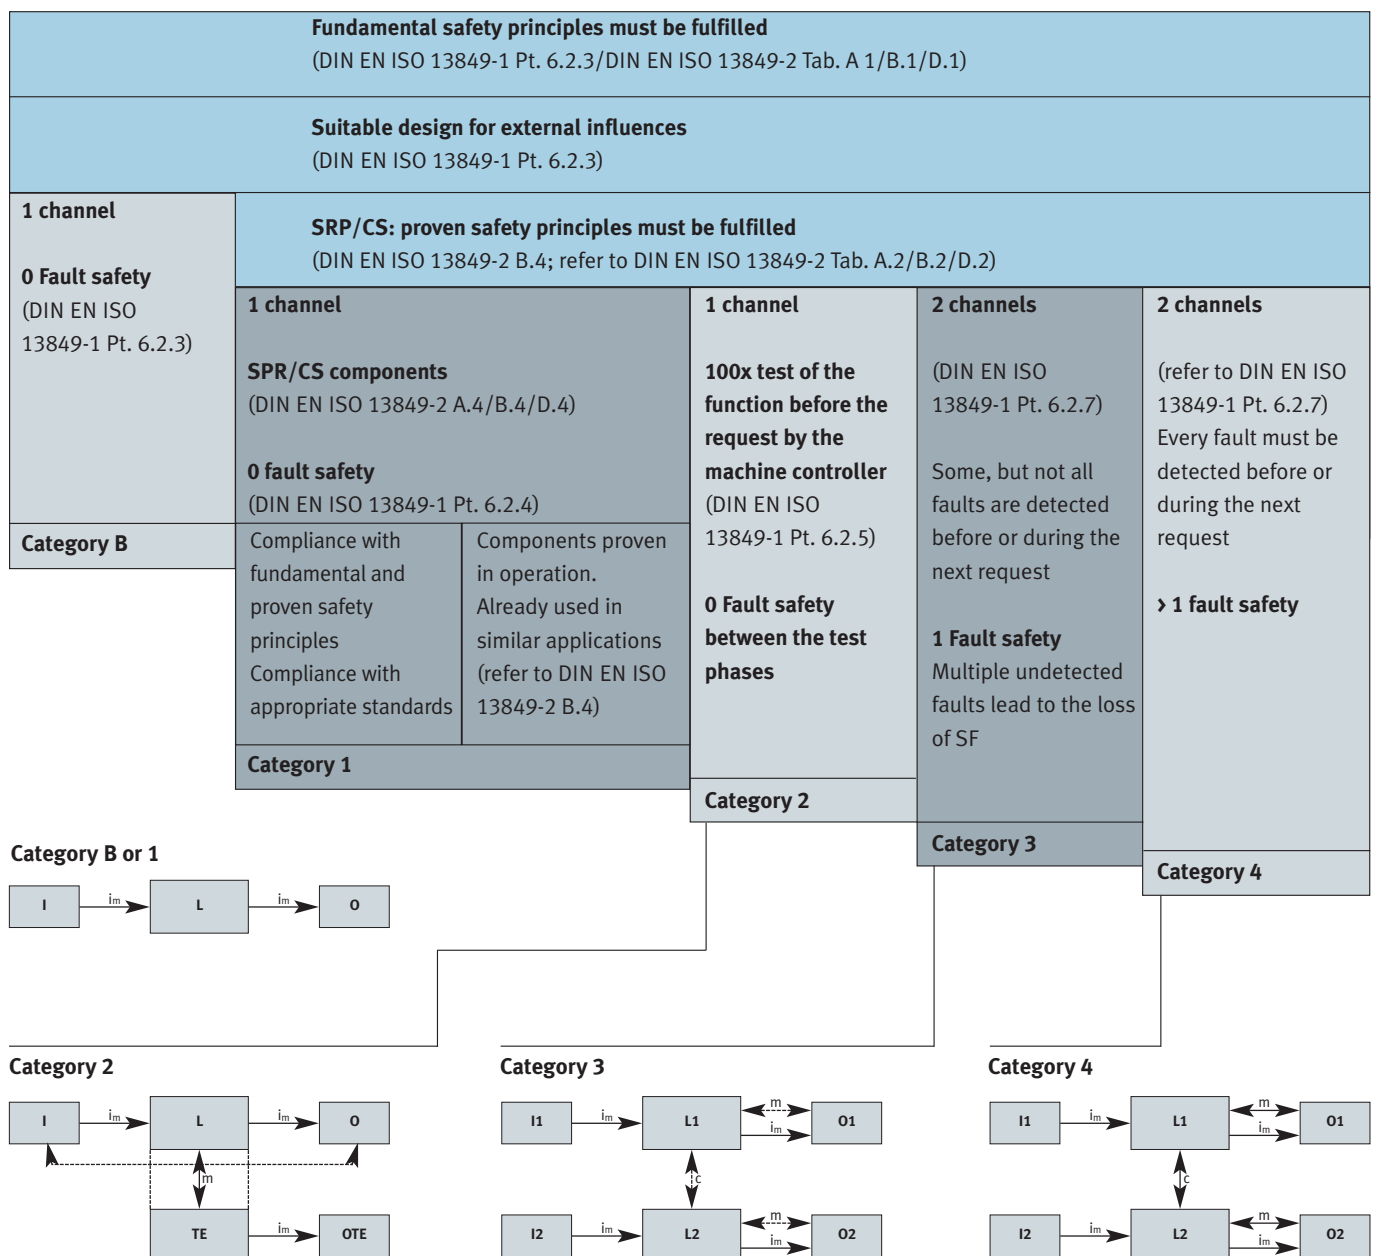 Fundamental safety principles must be fulfilled
(DIN EN ISO 13849-1 Pt. 6.2.3/DIN EN ISO 13849-2 Tab. A 1/B.1/D.1)
Suitable design for external influences
(DIN EN ISO 13849-1 Pt. 6.2.3)
1 channel
0 Fault safety
(DIN EN ISO
13849-1 Pt. 6.2.3)
Category B
SRP/CS: proven safety principles must be fulfilled
(DIN EN ISO 13849-2 B.4; refer to DIN EN ISO 13849-2 Tab. A.2/B.2/D.2)
1 channel
SPR/CS components
(DIN EN ISO 13849-2 A.4/B.4/D.4)
0 fault safety
(DIN EN ISO 13849-1 Pt. 6.2.4)
Compliance with
fundamental and
proven safety
principles
Compliance with
appropriate standards
Components proven
in operation.
Already used in
similar applications
(refer to DIN EN ISO
13849-2 B.4)
Category 1
1 channel
100x test of the
function before the
request by the
machine controller
(DIN EN ISO
13849-1 Pt. 6.2.5)
0 Fault safety
between the test
phases
Category 2
2 channels
(DIN EN ISO
13849-1 Pt. 6.2.7)
Some, but not all
faults are detected
before or during the
next request
1 Fault safety
Multiple undetected
faults lead to the loss
of SF
Category 3
2 channels
(refer to DIN EN ISO
13849-1 Pt. 6.2.7)
Every fault must be
detected before or
during the next
request
> 1 fault safety
Category 4
Category B or 1
I im L im O
Category 2
I im L im O
m
TE im OTE
Category 3
I1 im L1 m im O1
c
I2 im L2 m im O2
Category 4
I1 im L1 m im O1
c
I2 im L2 m im O2